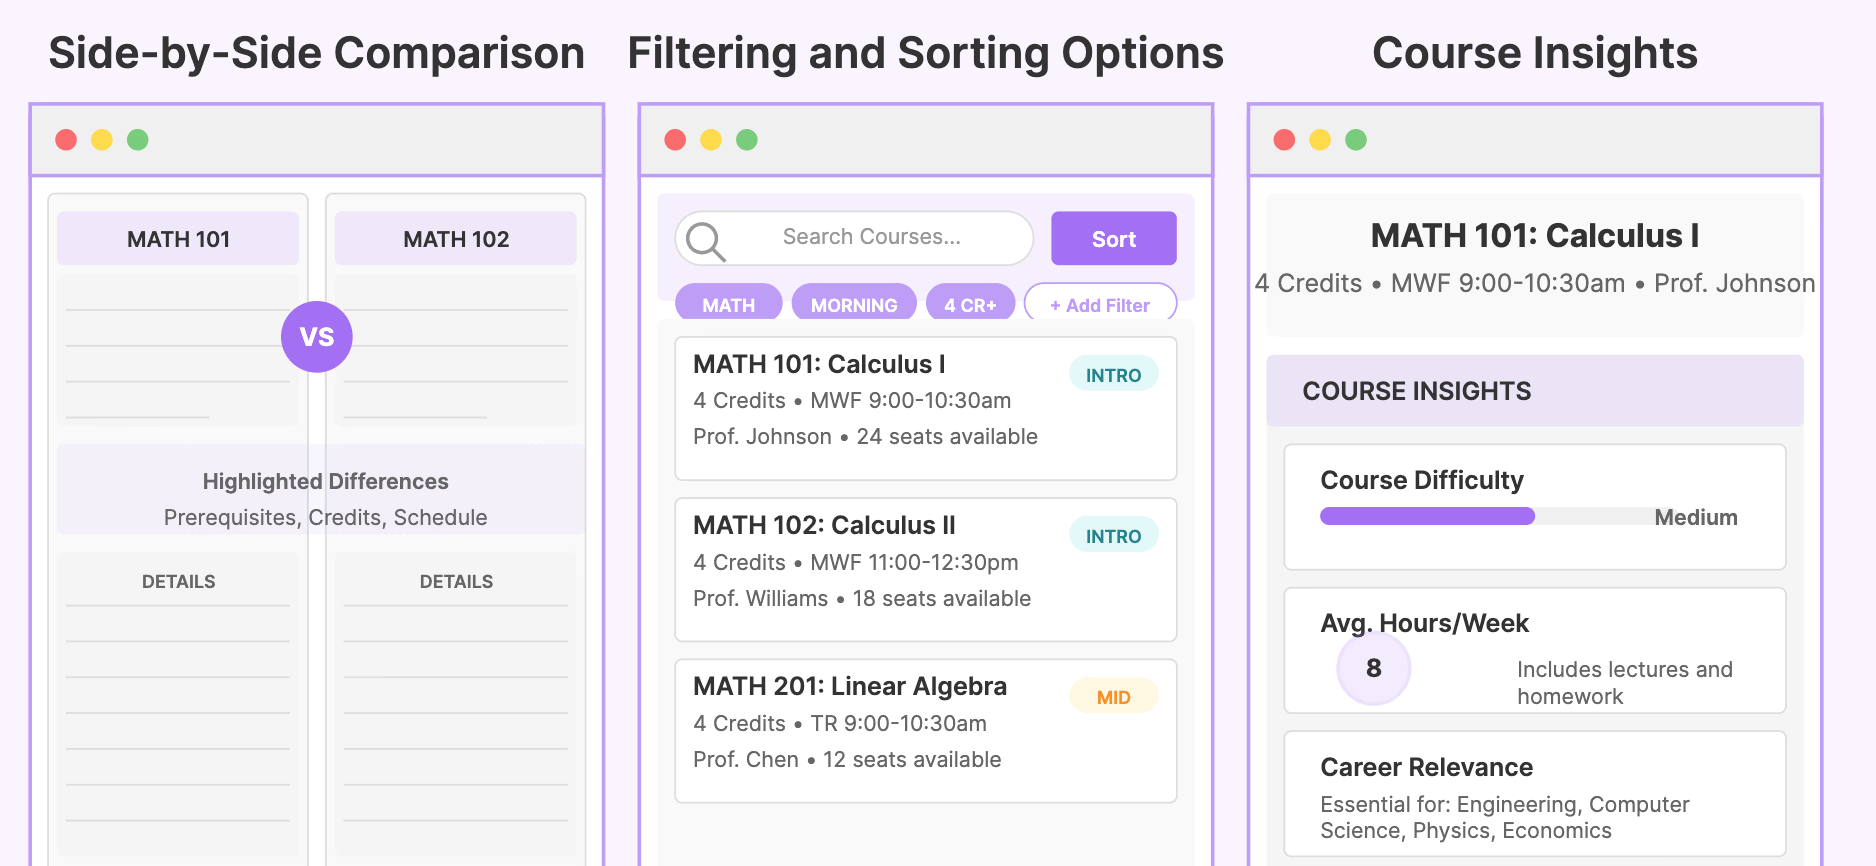 Side-by-Side Comparison
MATH 101
MATH 102
VS
Highlighted Differences
Prerequisites, Credits, Schedule
DETAILS
DETAILS
Filtering and Sorting Options
Search Courses...
Sort
MATH
MORNING
4 CR+
+ Add Filter
MATH 101: Calculus I
INTRO
4 Credits • MWF 9:00-10:30am
Prof. Johnson • 24 seats available
MATH 102: Calculus II
INTRO
4 Credits • MWF 11:00-12:30pm
Prof. Williams • 18 seats available
MATH 201: Linear Algebra
MID
4 Credits • TR 9:00-10:30am
Prof. Chen • 12 seats available
Course Insights
MATH 101: Calculus I
4 Credits • MWF 9:00-10:30am • Prof. Johnson
COURSE INSIGHTS
Course Difficulty
Medium
Avg. Hours/Week
8
Includes lectures and
homework
Career Relevance
Essential for: Engineering, Computer
Science, Physics, Economics